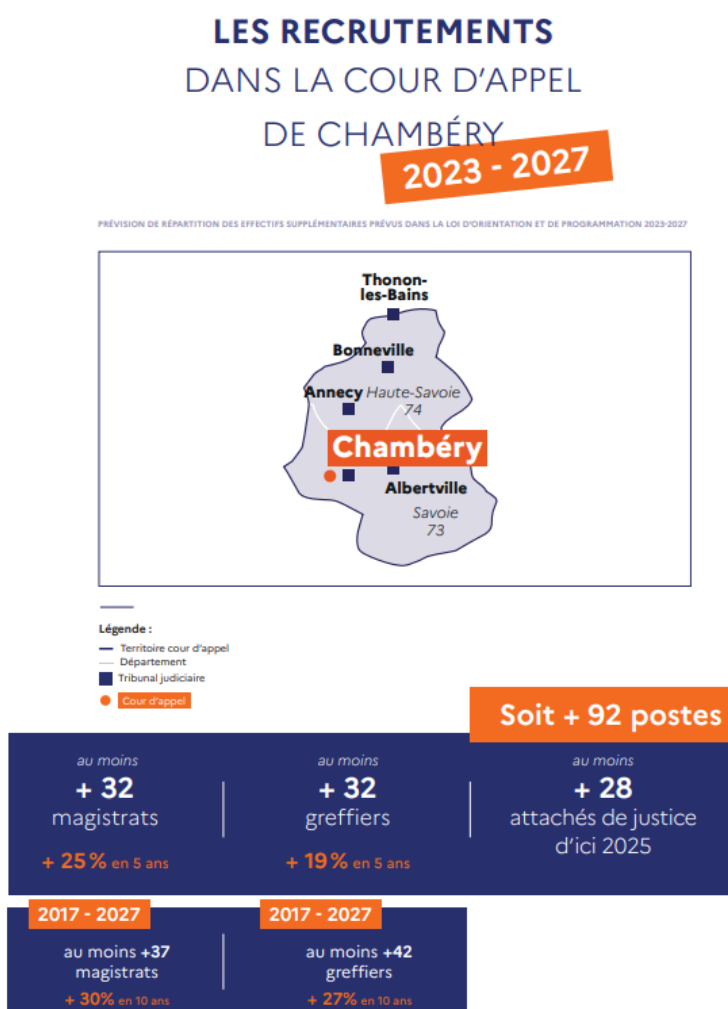 LES RECRUTEMENTS
DANS LA COUR D'APPEL
DE CHAMBÉRY
2023 - 2027
PRÉVISION DE RÉPARTITION DES EFFECTIFS SUPPLÉMENTAIRES PRÉVUS DANS LA LOI D'ORIENTATION ET DE PROGRAMMATION 2023-2027
Thonon-
les-Bains
Bonneville
Annecy Haute-Savoie
74
Chambéry
Albertville
Savoie
73
Légende :
Territoire cour d'appel
Département
Tribunal judiciaire
Cour d'appel
Soit + 92 postes
au moins
+ 32
magistrats
+ 25% en 5 ans
au moins
+ 32
greffiers
+ 19% en 5 ans
au moins
+ 28
attachés de justice
d'ici 2025
2017 - 2027
au moins +37
magistrats
+ 30% en 10 ans
2017 - 2027
au moins +42
greffiers
+ 27% en 10 ans